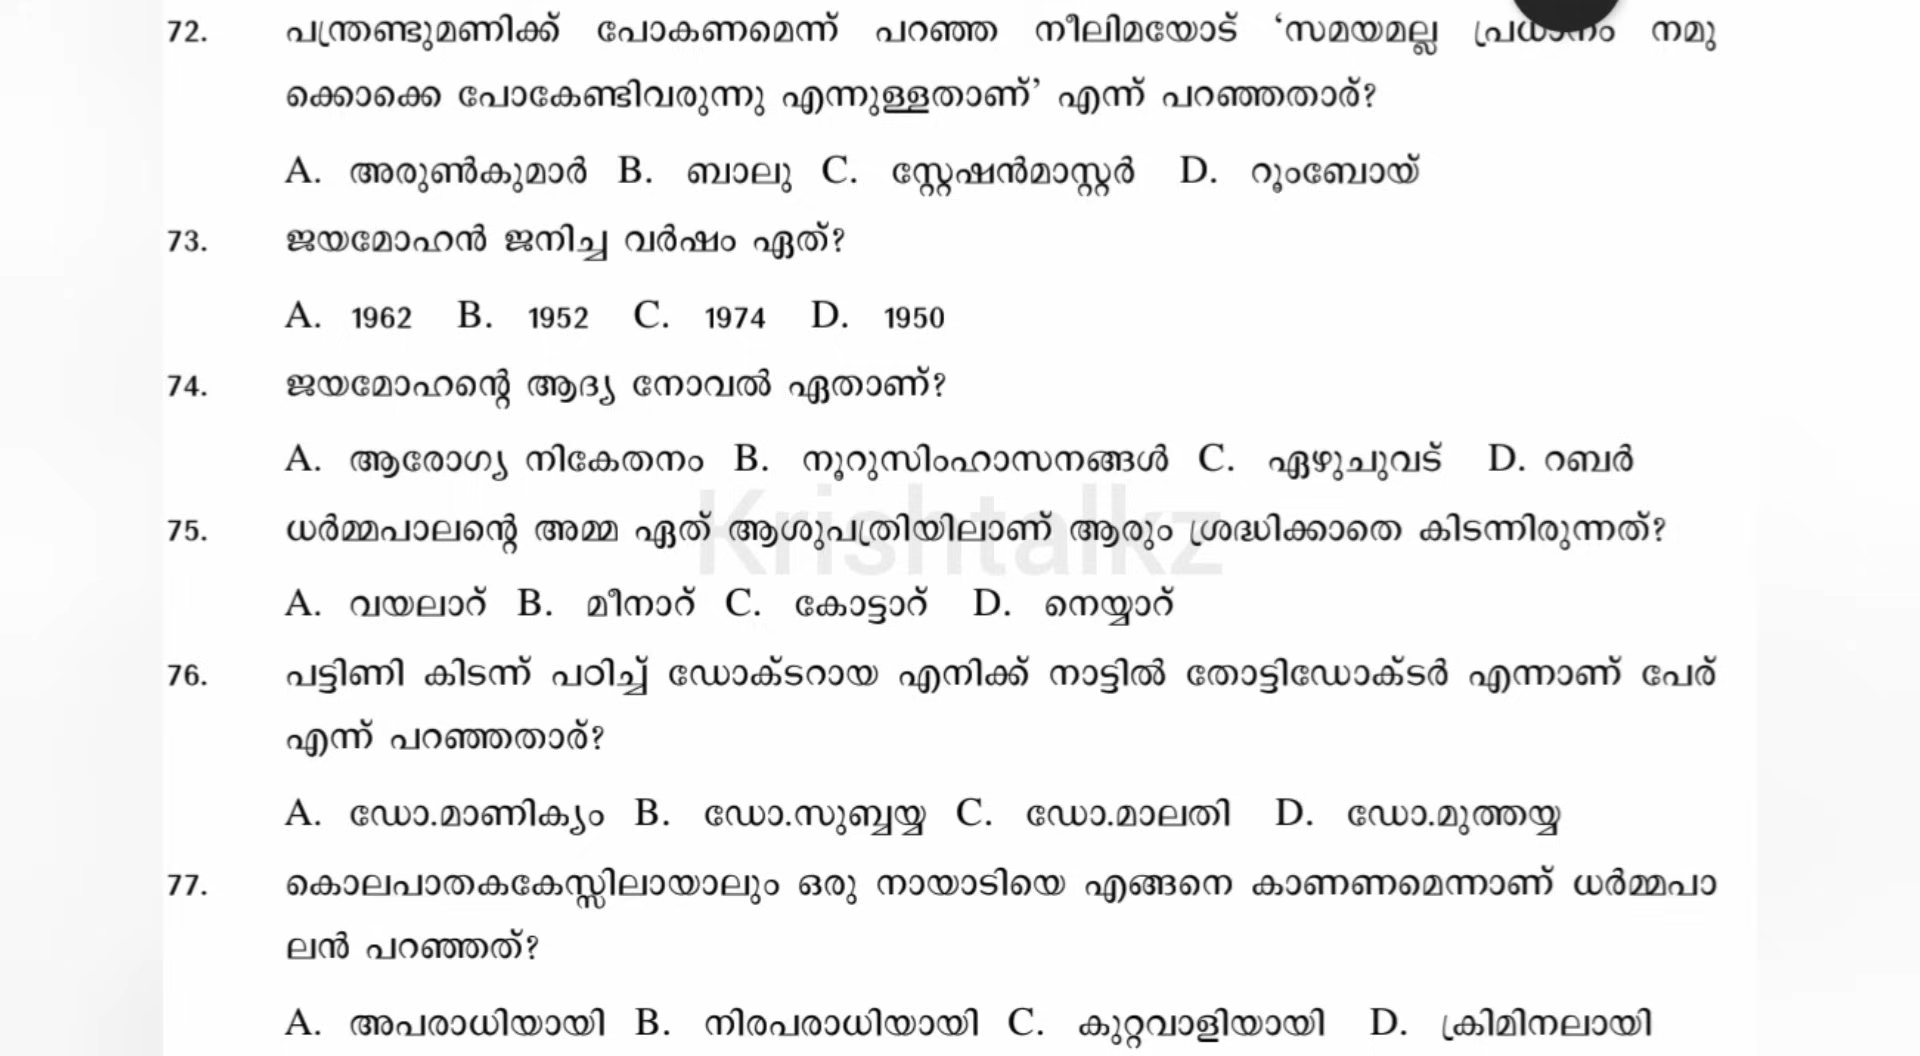 72. പന്ത്രണ്ടുമണിക്ക് പോകണമെന്ന് പറഞ്ഞ നീലിമയോട് ‘സമയമല്ല പ്രധാനം നമു
ക്കൊക്കെ പോകേണ്ടിവരുന്നു എന്നുള്ളതാണ്’ എന്ന് പറഞ്ഞതാര്?
A. അരുൺകുമാർ B. ബാലു C. സ്റ്റേഷൻമാസ്റ്റർ D. റൂംബോയ്
73. ജയമോഹൻ ജനിച്ച വർഷം ഏത്?
A. 1962 B. 1952 C. 1974 D. 1950
74. ജയമോഹന്റെ ആദ്യ നോവൽ ഏതാണ്?
A. ആരോഗ്യ നികേതനം B. നൂറുസിംഹാസനങ്ങൾ C. ഏഴുചുവട് D. റബർ
Krishtalkz
75. ധർമ്മപാലന്റെ അമ്മ ഏത് ആശുപത്രിയിലാണ് ആരും ശ്രദ്ധിക്കാതെ കിടന്നിരുന്നത്?
A. വയലാറ് B. മീനാറ് C. കോട്ടാറ് D. നെയ്യാറ്
76. പട്ടിണി കിടന്ന് പഠിച്ച് ഡോക്ടറായ എനിക്ക് നാട്ടിൽ തോട്ടിഡോക്ടർ എന്നാണ് പേര്
എന്ന് പറഞ്ഞതാര്?
A. ഡോ.മാണിക്യം B. ഡോ.സുബ്ബയ്യ C. ഡോ.മാലതി D. ഡോ.മുത്തയ്യ
77. കൊലപാതകകേസ്സിലായാലും ഒരു നായാടിയെ എങ്ങനെ കാണണമെന്നാണ് ധർമ്മപാ
ലൻ പറഞ്ഞത്?
A. അപരാധിയായി B. നിരപരാധിയായി C. കുറ്റവാളിയായി D. ക്രിമിനലായി